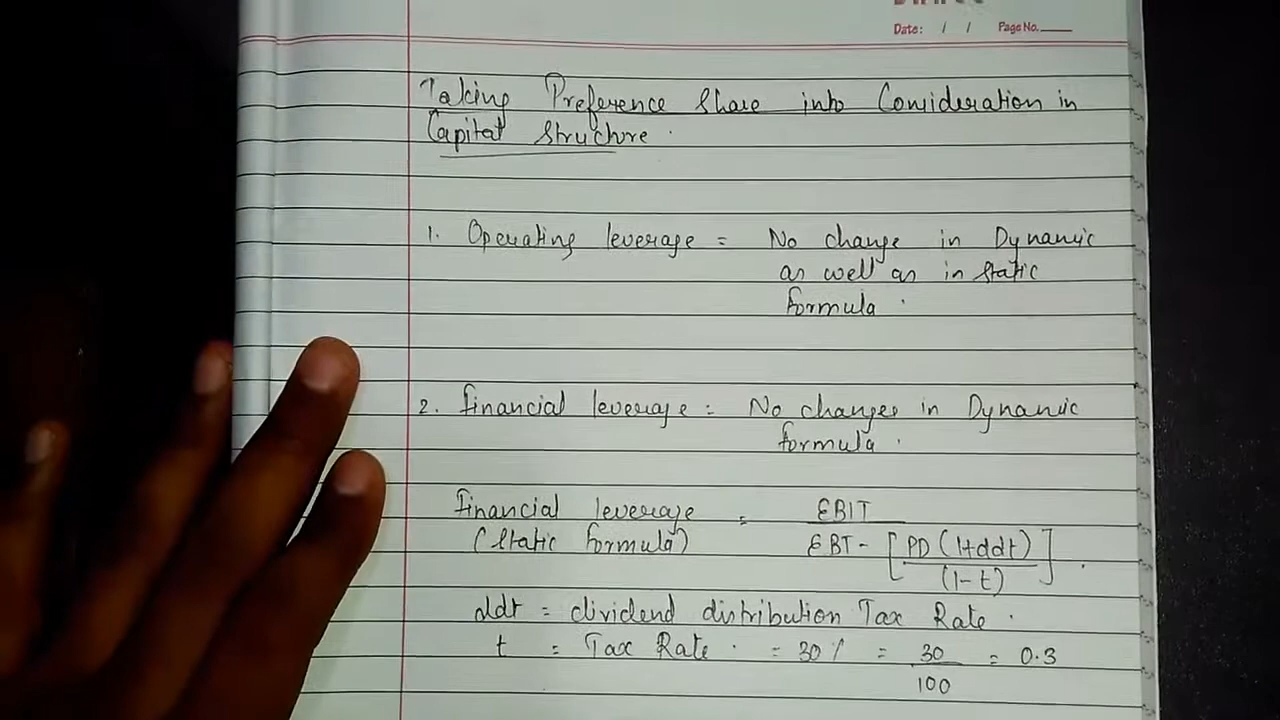 Date: / / Page No.
Taking Preference Share into Consideration in
Capital Structure.
1. Operating leverage = No change in Dynamic
as well as in static
formula.
2. Financial leverage = No changes in Dynamic
formula.
Financial leverage = EBIT
(Static formula) EBT - [PD (1+ddt)
(1-t)].
ddt = dividend distribution Tax Rate.
t = Tax Rate. = 30% = 30/100 = 0.3